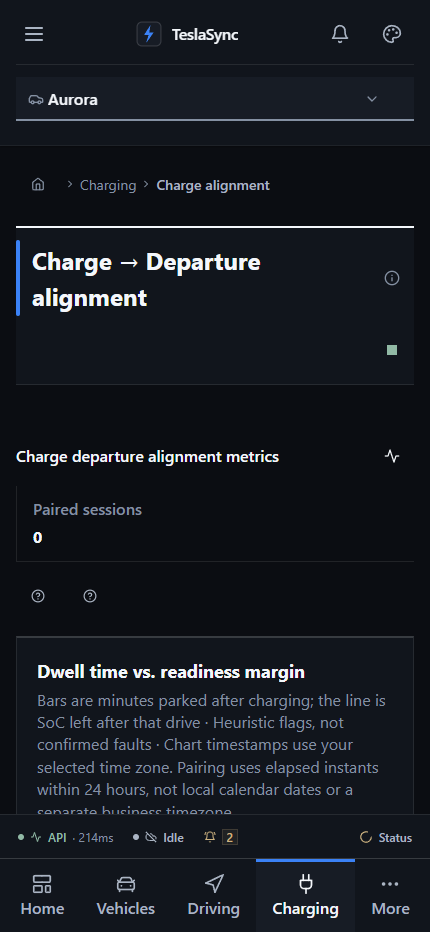 TeslaSync
Aurora
Charging
Charge alignment
Charge → Departure
alignment
Charge departure alignment metrics
Paired sessions
0
Dwell time vs. readiness margin
Bars are minutes parked after charging; the line is
SoC left after that drive · Heuristic flags, not
confirmed faults · Chart timestamps use your
selected time zone. Pairing uses elapsed instants
within 24 hours, not local calendar dates or a
separate business timezone.
API · 214ms
Idle
2
Status
Home
Vehicles
Driving
Charging
More